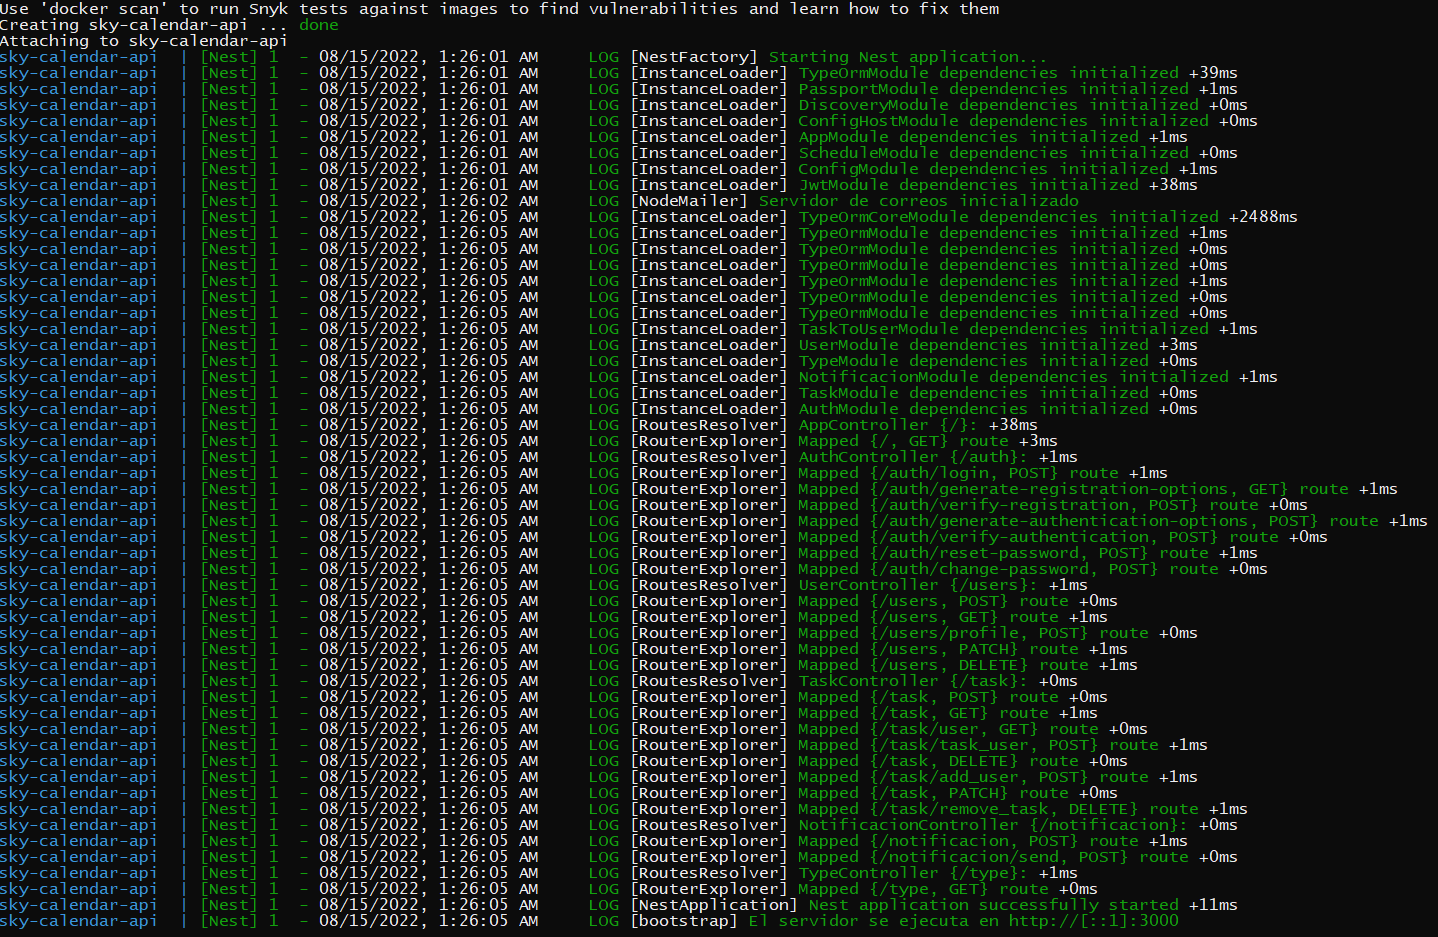 Use 'docker scan' to run Snyk tests against images to find vulnerabilities and learn how to fix them
Creating sky-calendar-api ... done
Attaching to sky-calendar-api
sky-calendar-api  | [Nest] 1  - 08/15/2022, 1:26:01 AM     LOG [NestFactory] Starting Nest application...
sky-calendar-api  | [Nest] 1  - 08/15/2022, 1:26:01 AM     LOG [InstanceLoader] TypeOrmModule dependencies initialized +39ms
sky-calendar-api  | [Nest] 1  - 08/15/2022, 1:26:01 AM     LOG [InstanceLoader] PassportModule dependencies initialized +1ms
sky-calendar-api  | [Nest] 1  - 08/15/2022, 1:26:01 AM     LOG [InstanceLoader] DiscoveryModule dependencies initialized +0ms
sky-calendar-api  | [Nest] 1  - 08/15/2022, 1:26:01 AM     LOG [InstanceLoader] ConfigHostModule dependencies initialized +0ms
sky-calendar-api  | [Nest] 1  - 08/15/2022, 1:26:01 AM     LOG [InstanceLoader] AppModule dependencies initialized +1ms
sky-calendar-api  | [Nest] 1  - 08/15/2022, 1:26:01 AM     LOG [InstanceLoader] ScheduleModule dependencies initialized +0ms
sky-calendar-api  | [Nest] 1  - 08/15/2022, 1:26:01 AM     LOG [InstanceLoader] ConfigModule dependencies initialized +1ms
sky-calendar-api  | [Nest] 1  - 08/15/2022, 1:26:01 AM     LOG [InstanceLoader] JwtModule dependencies initialized +38ms
sky-calendar-api  | [Nest] 1  - 08/15/2022, 1:26:02 AM     LOG [NodeMailer] Servidor de correos inicializado
sky-calendar-api  | [Nest] 1  - 08/15/2022, 1:26:05 AM     LOG [InstanceLoader] TypeOrmCoreModule dependencies initialized +2488ms
sky-calendar-api  | [Nest] 1  - 08/15/2022, 1:26:05 AM     LOG [InstanceLoader] TypeOrmModule dependencies initialized +1ms
sky-calendar-api  | [Nest] 1  - 08/15/2022, 1:26:05 AM     LOG [InstanceLoader] TypeOrmModule dependencies initialized +0ms
sky-calendar-api  | [Nest] 1  - 08/15/2022, 1:26:05 AM     LOG [InstanceLoader] TypeOrmModule dependencies initialized +0ms
sky-calendar-api  | [Nest] 1  - 08/15/2022, 1:26:05 AM     LOG [InstanceLoader] TypeOrmModule dependencies initialized +1ms
sky-calendar-api  | [Nest] 1  - 08/15/2022, 1:26:05 AM     LOG [InstanceLoader] TypeOrmModule dependencies initialized +0ms
sky-calendar-api  | [Nest] 1  - 08/15/2022, 1:26:05 AM     LOG [InstanceLoader] TypeOrmModule dependencies initialized +0ms
sky-calendar-api  | [Nest] 1  - 08/15/2022, 1:26:05 AM     LOG [InstanceLoader] TaskToUserModule dependencies initialized +1ms
sky-calendar-api  | [Nest] 1  - 08/15/2022, 1:26:05 AM     LOG [InstanceLoader] UserModule dependencies initialized +3ms
sky-calendar-api  | [Nest] 1  - 08/15/2022, 1:26:05 AM     LOG [InstanceLoader] TypeModule dependencies initialized +0ms
sky-calendar-api  | [Nest] 1  - 08/15/2022, 1:26:05 AM     LOG [InstanceLoader] NotificacionModule dependencies initialized +1ms
sky-calendar-api  | [Nest] 1  - 08/15/2022, 1:26:05 AM     LOG [InstanceLoader] TaskModule dependencies initialized +0ms
sky-calendar-api  | [Nest] 1  - 08/15/2022, 1:26:05 AM     LOG [InstanceLoader] AuthModule dependencies initialized +0ms
sky-calendar-api  | [Nest] 1  - 08/15/2022, 1:26:05 AM     LOG [RoutesResolver] AppController {/}: +38ms
sky-calendar-api  | [Nest] 1  - 08/15/2022, 1:26:05 AM     LOG [RouterExplorer] Mapped {/, GET} route +3ms
sky-calendar-api  | [Nest] 1  - 08/15/2022, 1:26:05 AM     LOG [RoutesResolver] AuthController {/auth}: +1ms
sky-calendar-api  | [Nest] 1  - 08/15/2022, 1:26:05 AM     LOG [RouterExplorer] Mapped {/auth/login, POST} route +1ms
sky-calendar-api  | [Nest] 1  - 08/15/2022, 1:26:05 AM     LOG [RouterExplorer] Mapped {/auth/generate-registration-options, GET} route +1ms
sky-calendar-api  | [Nest] 1  - 08/15/2022, 1:26:05 AM     LOG [RouterExplorer] Mapped {/auth/verify-registration, POST} route +0ms
sky-calendar-api  | [Nest] 1  - 08/15/2022, 1:26:05 AM     LOG [RouterExplorer] Mapped {/auth/generate-authentication-options, POST} route +1ms
sky-calendar-api  | [Nest] 1  - 08/15/2022, 1:26:05 AM     LOG [RouterExplorer] Mapped {/auth/verify-authentication, POST} route +0ms
sky-calendar-api  | [Nest] 1  - 08/15/2022, 1:26:05 AM     LOG [RouterExplorer] Mapped {/auth/reset-password, POST} route +1ms
sky-calendar-api  | [Nest] 1  - 08/15/2022, 1:26:05 AM     LOG [RouterExplorer] Mapped {/auth/change-password, POST} route +0ms
sky-calendar-api  | [Nest] 1  - 08/15/2022, 1:26:05 AM     LOG [RoutesResolver] UserController {/users}: +1ms
sky-calendar-api  | [Nest] 1  - 08/15/2022, 1:26:05 AM     LOG [RouterExplorer] Mapped {/users, POST} route +0ms
sky-calendar-api  | [Nest] 1  - 08/15/2022, 1:26:05 AM     LOG [RouterExplorer] Mapped {/users, GET} route +1ms
sky-calendar-api  | [Nest] 1  - 08/15/2022, 1:26:05 AM     LOG [RouterExplorer] Mapped {/users/profile, POST} route +0ms
sky-calendar-api  | [Nest] 1  - 08/15/2022, 1:26:05 AM     LOG [RouterExplorer] Mapped {/users, PATCH} route +1ms
sky-calendar-api  | [Nest] 1  - 08/15/2022, 1:26:05 AM     LOG [RouterExplorer] Mapped {/users, DELETE} route +1ms
sky-calendar-api  | [Nest] 1  - 08/15/2022, 1:26:05 AM     LOG [RoutesResolver] TaskController {/task}: +0ms
sky-calendar-api  | [Nest] 1  - 08/15/2022, 1:26:05 AM     LOG [RouterExplorer] Mapped {/task, POST} route +0ms
sky-calendar-api  | [Nest] 1  - 08/15/2022, 1:26:05 AM     LOG [RouterExplorer] Mapped {/task, GET} route +1ms
sky-calendar-api  | [Nest] 1  - 08/15/2022, 1:26:05 AM     LOG [RouterExplorer] Mapped {/task/user, GET} route +0ms
sky-calendar-api  | [Nest] 1  - 08/15/2022, 1:26:05 AM     LOG [RouterExplorer] Mapped {/task/task_user, POST} route +1ms
sky-calendar-api  | [Nest] 1  - 08/15/2022, 1:26:05 AM     LOG [RouterExplorer] Mapped {/task, DELETE} route +0ms
sky-calendar-api  | [Nest] 1  - 08/15/2022, 1:26:05 AM     LOG [RouterExplorer] Mapped {/task/add_user, POST} route +1ms
sky-calendar-api  | [Nest] 1  - 08/15/2022, 1:26:05 AM     LOG [RouterExplorer] Mapped {/task, PATCH} route +0ms
sky-calendar-api  | [Nest] 1  - 08/15/2022, 1:26:05 AM     LOG [RouterExplorer] Mapped {/task/remove_task, DELETE} route +1ms
sky-calendar-api  | [Nest] 1  - 08/15/2022, 1:26:05 AM     LOG [RoutesResolver] NotificacionController {/notificacion}: +0ms
sky-calendar-api  | [Nest] 1  - 08/15/2022, 1:26:05 AM     LOG [RouterExplorer] Mapped {/notificacion, POST} route +1ms
sky-calendar-api  | [Nest] 1  - 08/15/2022, 1:26:05 AM     LOG [RouterExplorer] Mapped {/notificacion/send, POST} route +0ms
sky-calendar-api  | [Nest] 1  - 08/15/2022, 1:26:05 AM     LOG [RoutesResolver] TypeController {/type}: +1ms
sky-calendar-api  | [Nest] 1  - 08/15/2022, 1:26:05 AM     LOG [RouterExplorer] Mapped {/type, GET} route +0ms
sky-calendar-api  | [Nest] 1  - 08/15/2022, 1:26:05 AM     LOG [NestApplication] Nest application successfully started +11ms
sky-calendar-api  | [Nest] 1  - 08/15/2022, 1:26:05 AM     LOG [bootstrap] El servidor se ejecuta en http://[::1]:3000